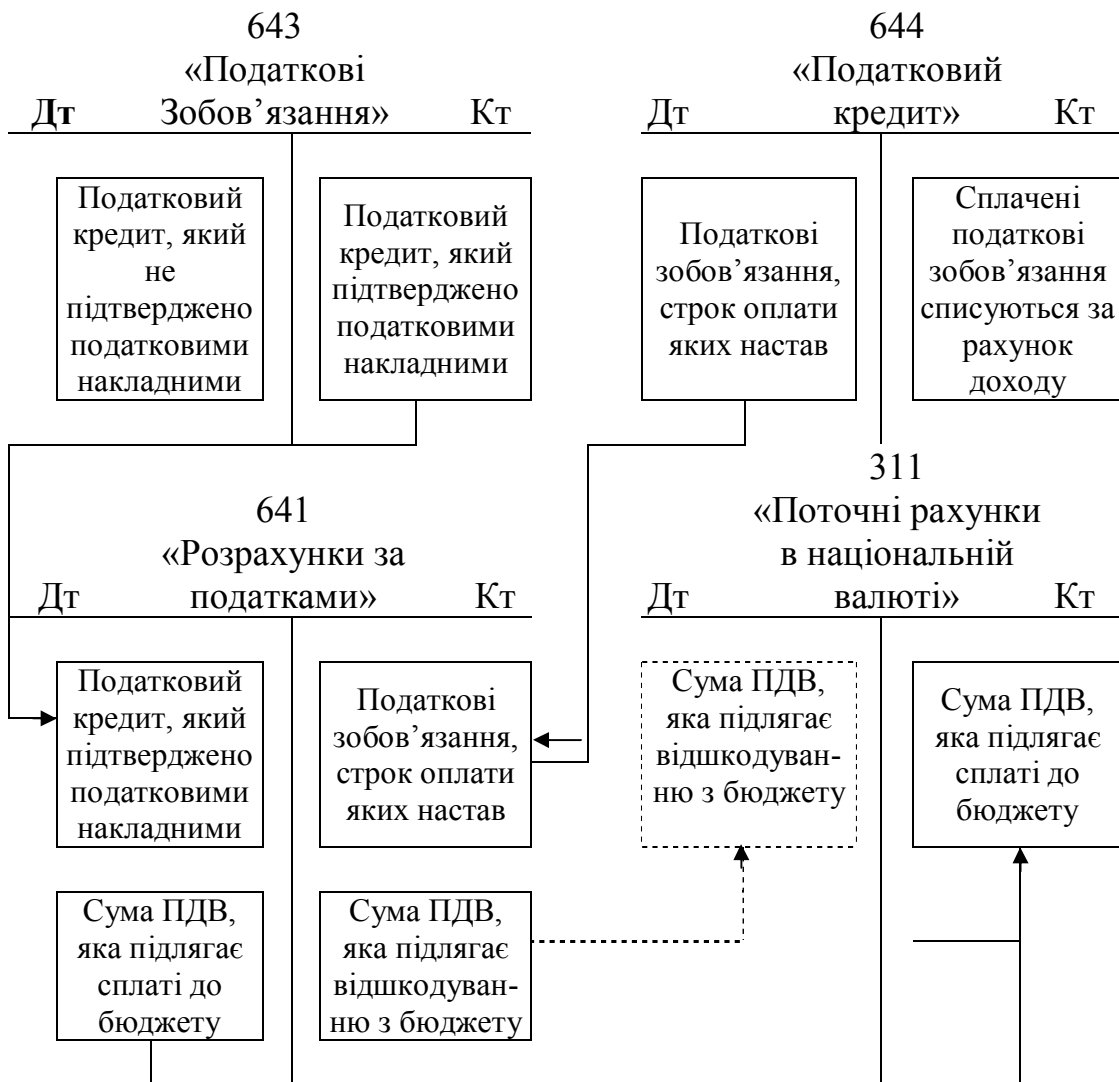 643
«Податкові
Дт Зобов’язання» Кт
644
«Податковий
Дт кредит» Кт
Податковий
кредит, який
не
підтверджено
податковими
накладними
Податковий
кредит, який
підтверджено
податковими
накладними
Податкові
зобов’язання,
строк оплати
яких настав
Сплачені
податкові
зобов’язання
списуються за
рахунок
доходу
641
«Розрахунки за
Дт податками» Кт
311
«Поточні рахунки
в національній
Дт валюті» Кт
Податковий
кредит, який
підтверджено
податковими
накладними
Податкові
зобов’язання,
строк оплати
яких настав
Сума ПДВ,
яка підлягає
відшкодуван-
ню з бюджету
Сума ПДВ,
яка підлягає
сплаті до
бюджету
Сума ПДВ,
яка підлягає
сплаті до
бюджету
Сума ПДВ,
яка підлягає
відшкодуван-
ню з бюджету